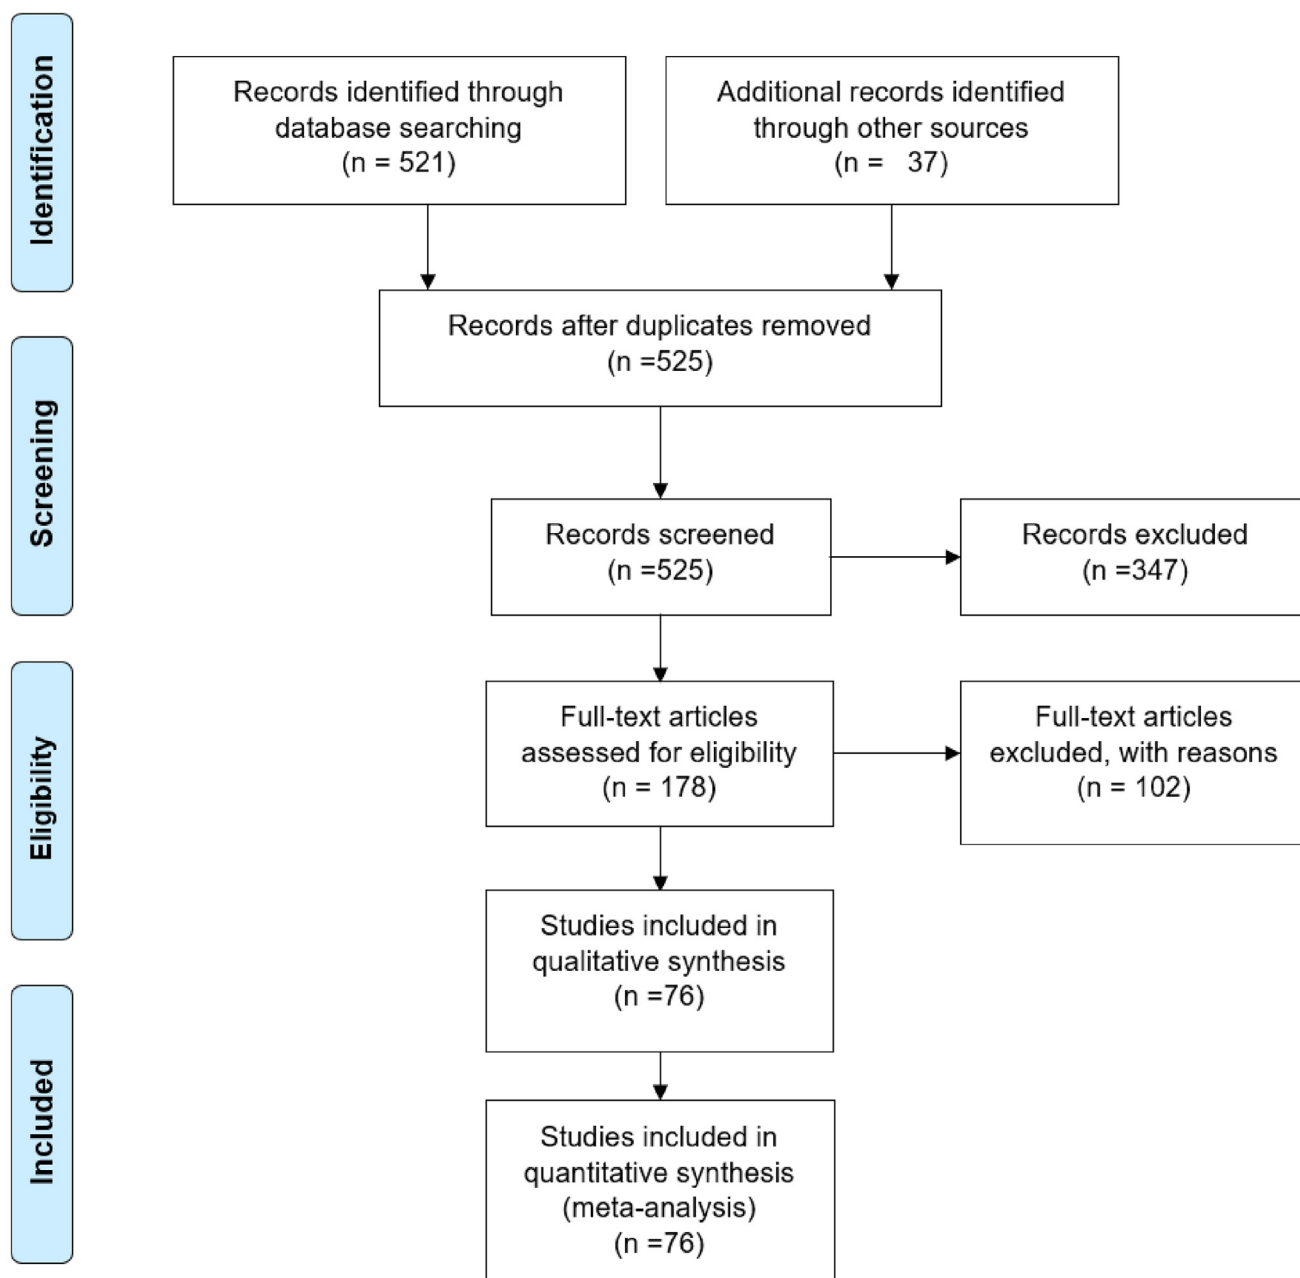 Identification
Records identified through
database searching
(n = 521)
Additional records identified
through other sources
(n = 37)
Records after duplicates removed
(n =525)
Screening
Records screened
(n =525)
Records excluded
(n =347)
Eligibility
Full-text articles
assessed for eligibility
(n = 178)
Full-text articles
excluded, with reasons
(n = 102)
Studies included in
qualitative synthesis
(n =76)
Included
Studies included in
quantitative synthesis
(meta-analysis)
(n =76)